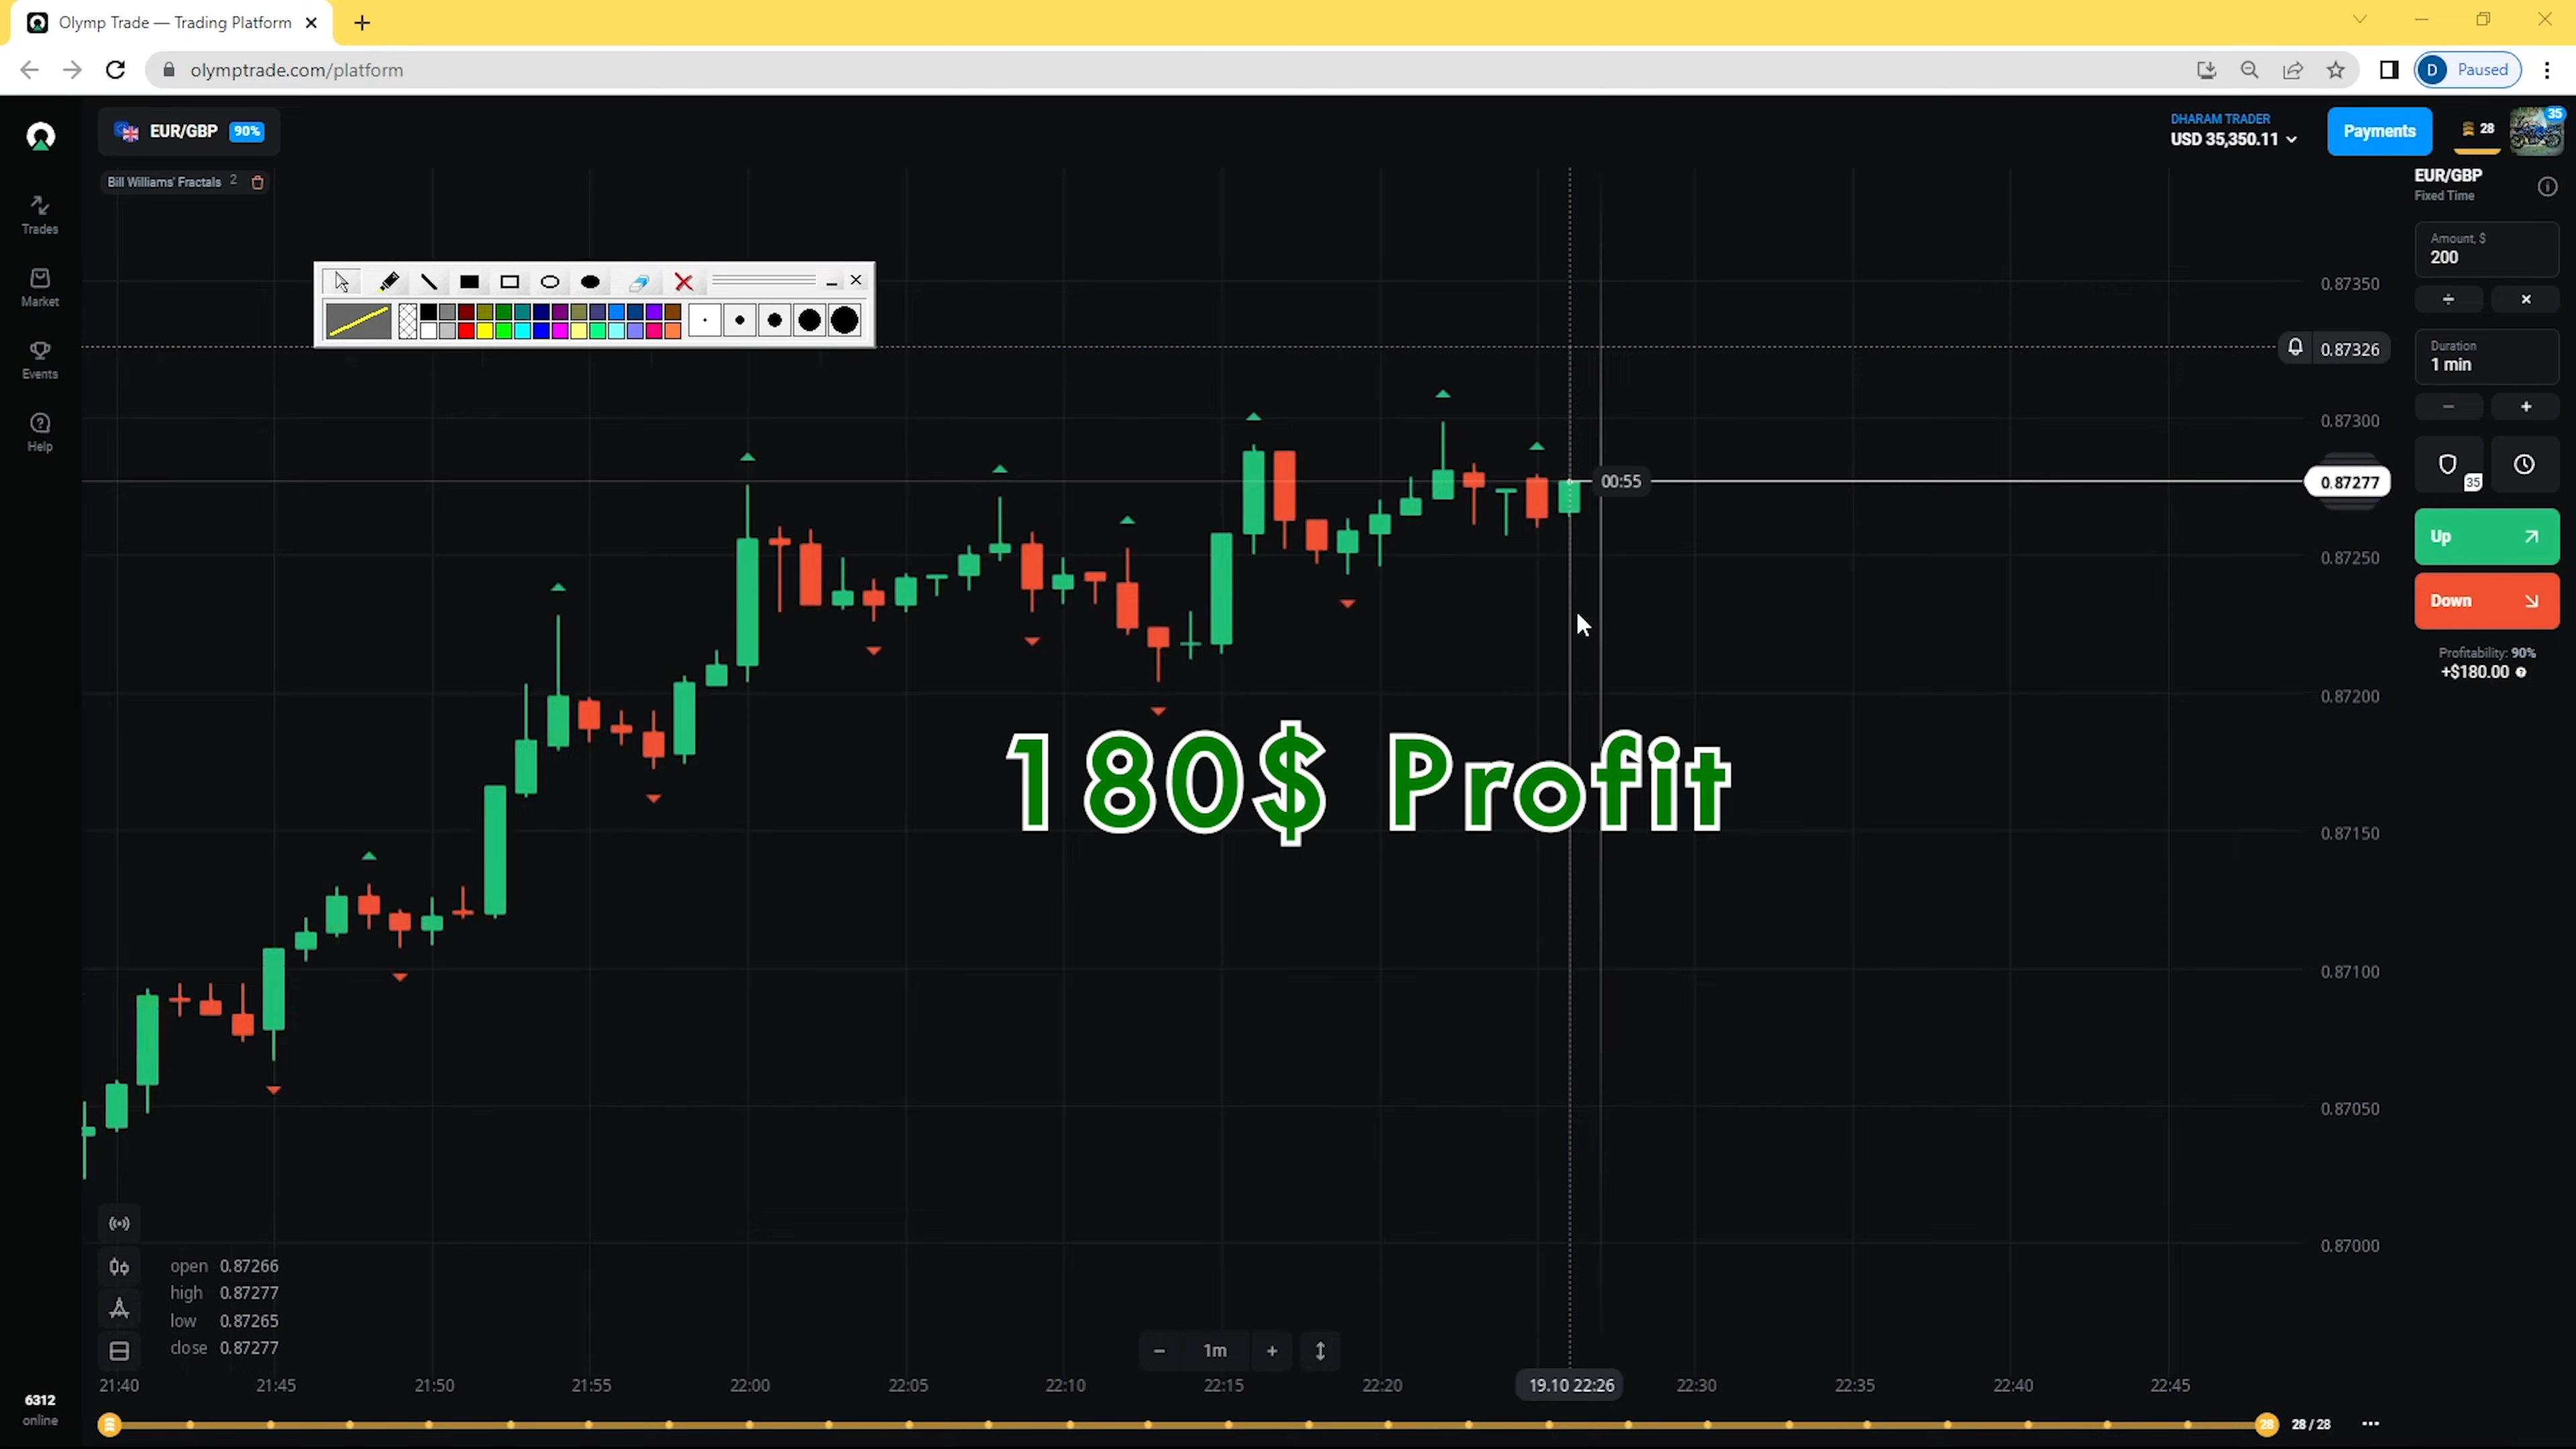 Olymp Trade — Trading Platform
olymptrade.com/platform
D Paused
EUR/GBP 90%
DHARAM TRADER
USD 35,350.11
Payments
28
35
Bill Williams' Fractals 2
Trades
Market
Events
Help
EUR/GBP
Fixed Time
Amount, $
200
÷ ×
Duration
1 min
− +
35
Up
Down
Profitability: 90%
+$180.00
0.87350
0.87326
0.87300
00:55
0.87277
0.87250
0.87200
0.87150
0.87100
0.87050
0.87000
180$ Profit
open 0.87266
high 0.87277
low 0.87265
close 0.87277
− 1m +
21:40 21:45 21:50 21:55 22:00 22:05 22:10 22:15 22:20 19.10 22:26 22:30 22:35 22:40 22:45
6312
online
28 28 / 28